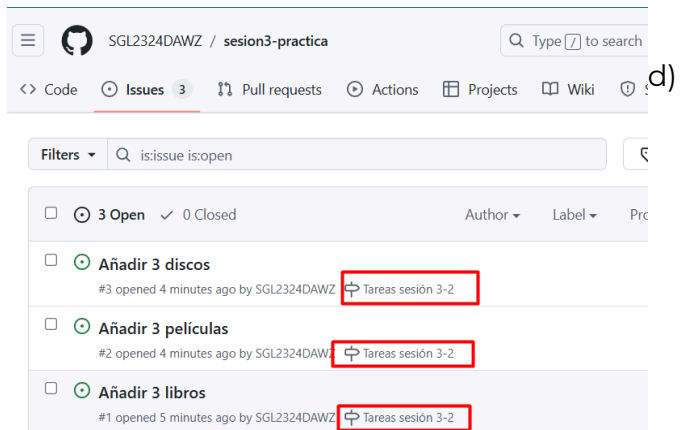 SGL2324DAWZ / sesion3-practica
Type / to search
d)
<> Code Issues 3 Pull requests Actions Projects Wiki
Filters is:issue is:open
3 Open 0 Closed Author Label
Añadir 3 discos
#3 opened 4 minutes ago by SGL2324DAWZ Tareas sesión 3-2
Añadir 3 películas
#2 opened 4 minutes ago by SGL2324DAWZ Tareas sesión 3-2
Añadir 3 libros
#1 opened 5 minutes ago by SGL2324DAWZ Tareas sesión 3-2